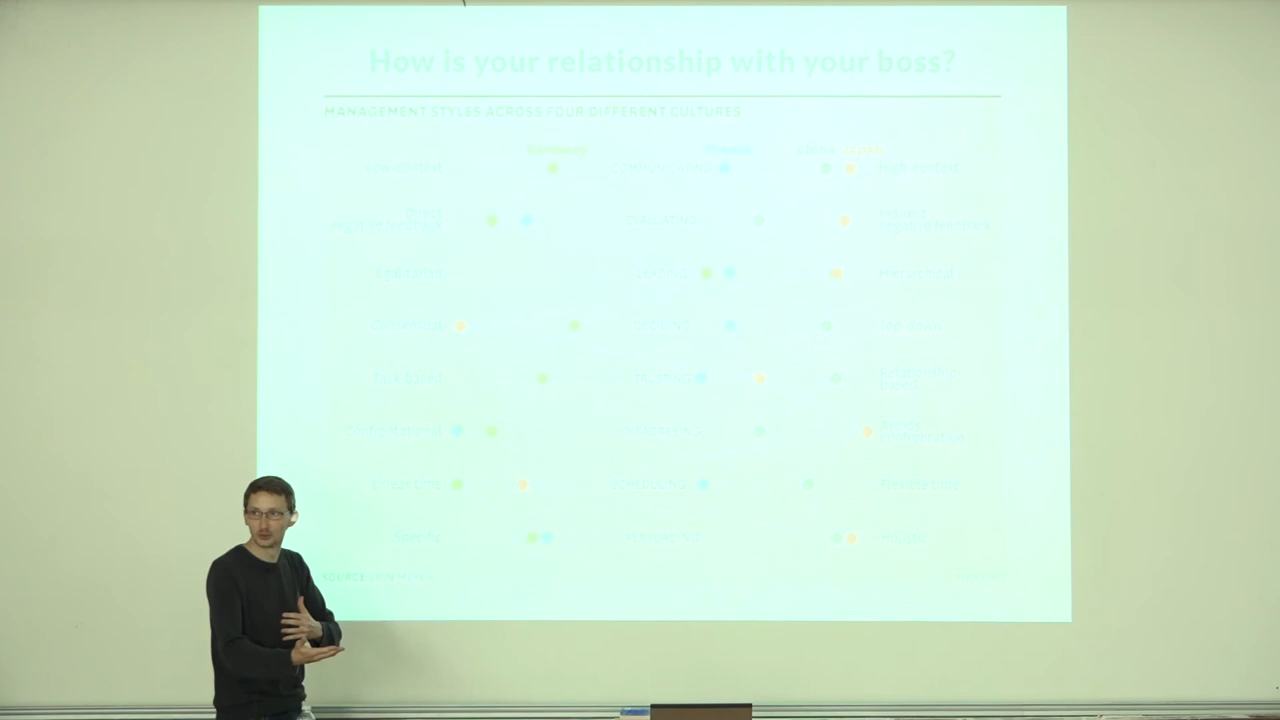 How is your relationship with your boss?
MANAGEMENT STYLES ACROSS FOUR DIFFERENT CULTURES
Germany France China Japan
Low-context COMMUNICATING High-context
Direct negative feedback EVALUATING Indirect negative feedback
Egalitarian LEADING Hierarchical
Consensual DECIDING Top-down
Task-based TRUSTING Relationship-based
Confrontational DISAGREEING Avoids confrontation
Linear time SCHEDULING Flexible time
Specific PERSUADING Holistic
SOURCE ERIN MEYER